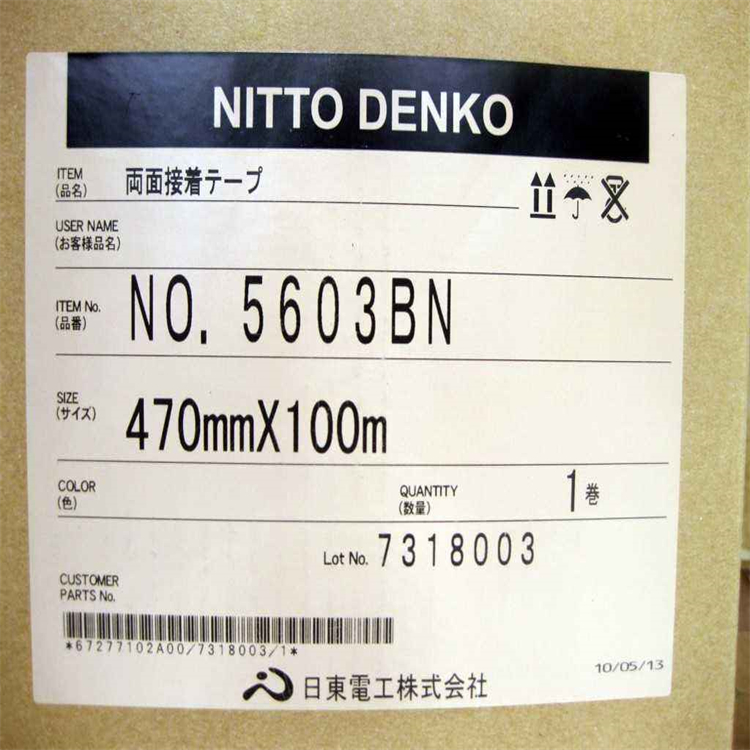 NITTO DENKO
ITEM 両面接着テープ
(品名)
USER NAME
(お客様品名)
ITEM No. NO. 5603BN
(品番)
SIZE 470mmX100m
(サイズ)
COLOR QUANTITY 1巻
(色) (数量)
Lot No. 7318003
CUSTOMER
PARTS No.
*67277102A00/7318003/1*
10/05/13
日東電工株式会社